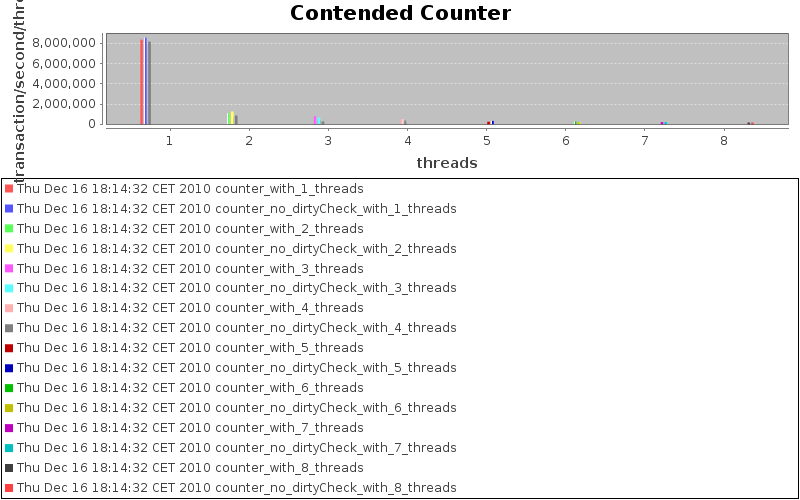 Contended Counter
transaction/second/thre
8,000,000
6,000,000
4,000,000
2,000,000
0
1 2 3 4 5 6 7 8
threads
Thu Dec 16 18:14:32 CET 2010 counter_with_1_threads
Thu Dec 16 18:14:32 CET 2010 counter_no_dirtyCheck_with_1_threads
Thu Dec 16 18:14:32 CET 2010 counter_with_2_threads
Thu Dec 16 18:14:32 CET 2010 counter_no_dirtyCheck_with_2_threads
Thu Dec 16 18:14:32 CET 2010 counter_with_3_threads
Thu Dec 16 18:14:32 CET 2010 counter_no_dirtyCheck_with_3_threads
Thu Dec 16 18:14:32 CET 2010 counter_with_4_threads
Thu Dec 16 18:14:32 CET 2010 counter_no_dirtyCheck_with_4_threads
Thu Dec 16 18:14:32 CET 2010 counter_with_5_threads
Thu Dec 16 18:14:32 CET 2010 counter_no_dirtyCheck_with_5_threads
Thu Dec 16 18:14:32 CET 2010 counter_with_6_threads
Thu Dec 16 18:14:32 CET 2010 counter_no_dirtyCheck_with_6_threads
Thu Dec 16 18:14:32 CET 2010 counter_with_7_threads
Thu Dec 16 18:14:32 CET 2010 counter_no_dirtyCheck_with_7_threads
Thu Dec 16 18:14:32 CET 2010 counter_with_8_threads
Thu Dec 16 18:14:32 CET 2010 counter_no_dirtyCheck_with_8_threads